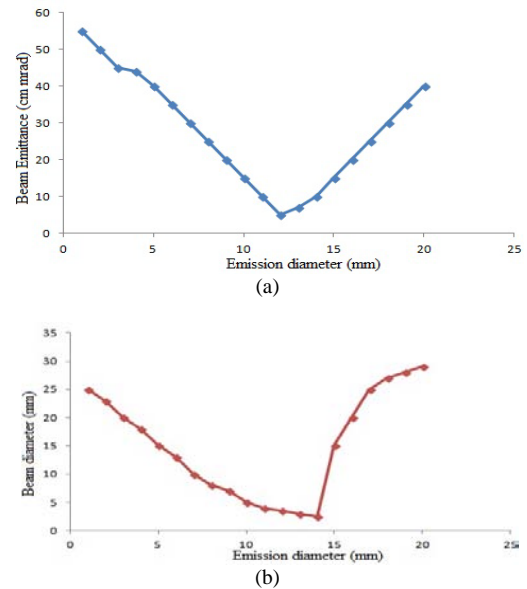 60
50
40
30
20
10
0
Beam Emittance (cm mrad)
0 5 10 15 20 25
Emission diameter (mm)
(a)
35
30
25
20
15
10
5
0
Beam diameter (mm)
0 5 10 15 20 25
Emission diameter (mm)
(b)